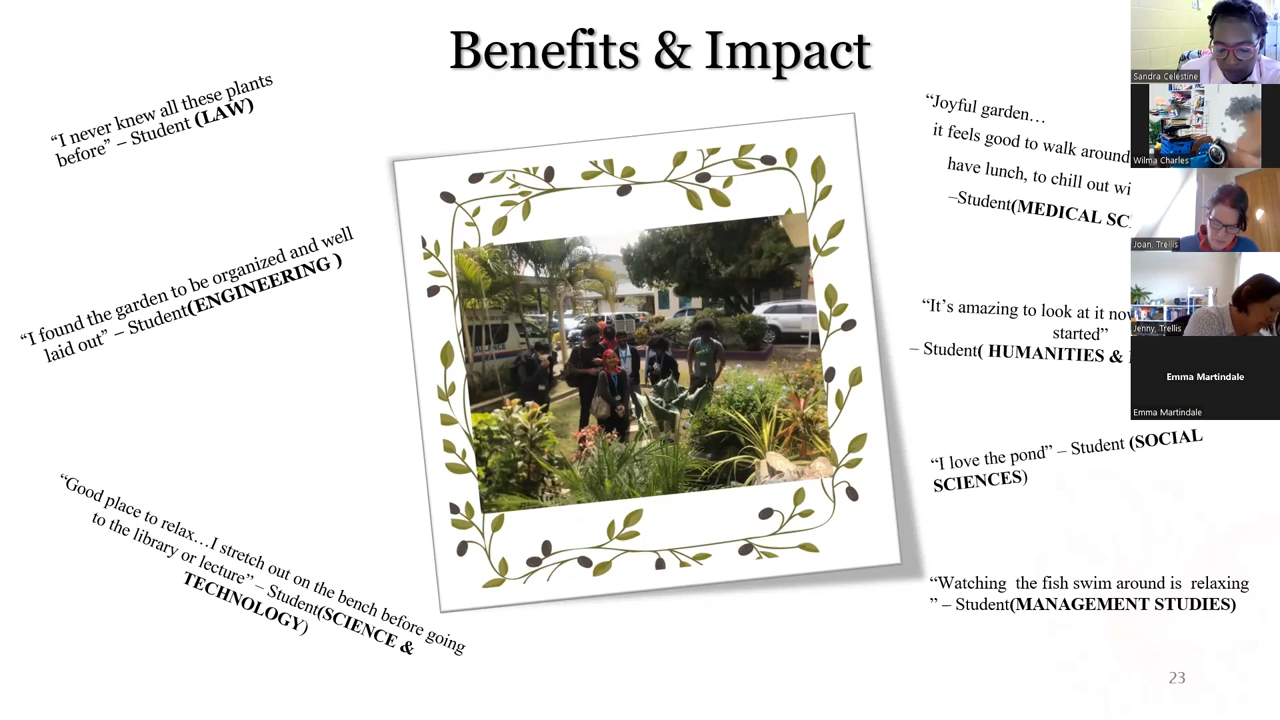 Benefits & Impact
“I never knew all these plants
before” – Student (LAW)
“I found the garden to be organized and well
laid out” – Student(ENGINEERING )
“Good place to relax…I stretch out on the bench before going
to the library or lecture” – Student(SCIENCE &
TECHNOLOGY)
“Joyful garden…
it feels good to walk around
have lunch, to chill out wi
–Student(MEDICAL SC
“It’s amazing to look at it now
started”
– Student( HUMANITIES &
“I love the pond” – Student (SOCIAL
SCIENCES)
“Watching the fish swim around is relaxing
” – Student(MANAGEMENT STUDIES)
23
Sandra Celestine
Wilma Charles
Joan, Trellis
Jenny, Trellis
Emma Martindale
Emma Martindale